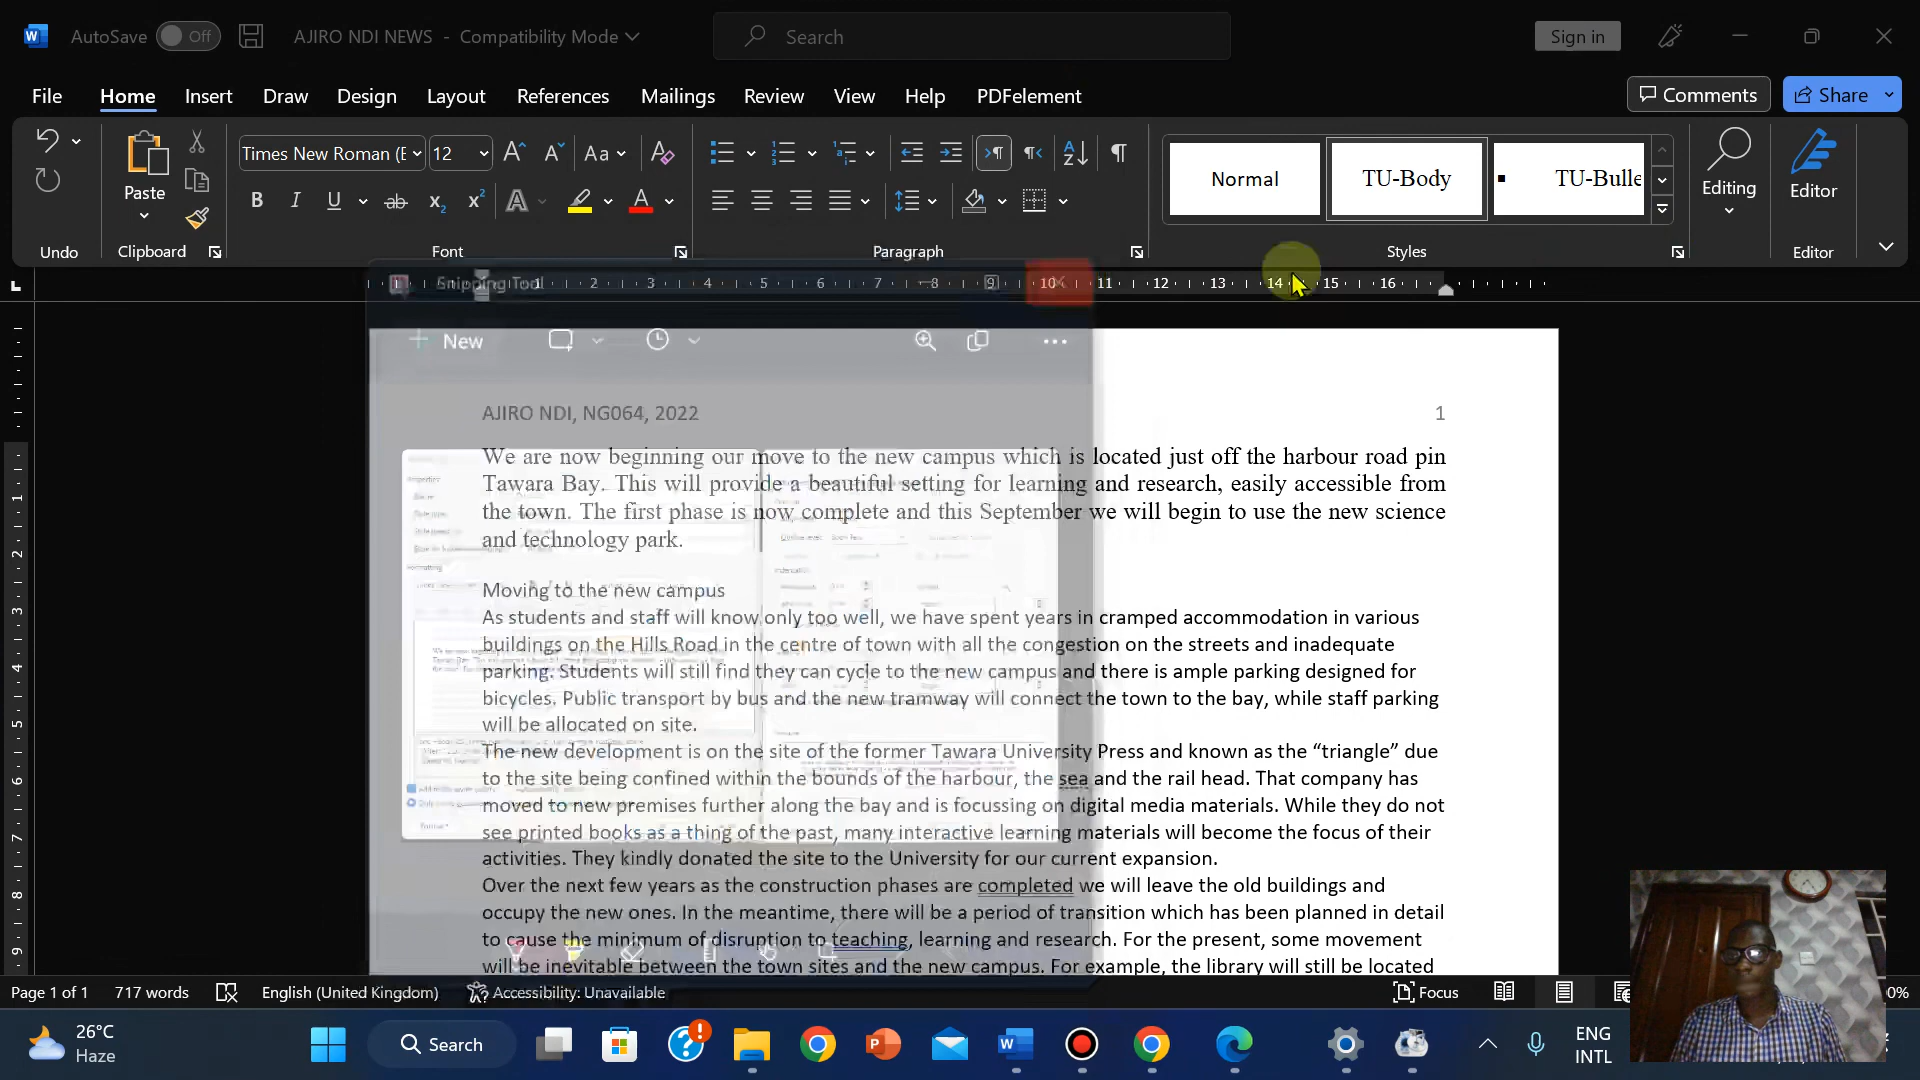 AutoSave Off AJIRO NDI NEWS - Compatibility Mode Search Sign in
File Home Insert Draw Design Layout References Mailings Review View Help PDFelement Comments Share
Times New Roman (E 12
Paste
Normal
TU-Body
TU-Bulle
Editing
Editor
Undo Clipboard Font Paragraph Styles Editor
Snipping Tool
1 2 3 4 5 6 7 8 9 10 11 12 13 14 15 16
New
AJIRO NDI, NG064, 2022 1
We are now beginning our move to the new campus which is located just off the harbour road pin
Tawara Bay. This will provide a beautiful setting for learning and research, easily accessible from
the town. The first phase is now complete and this September we will begin to use the new science
and technology park.
Moving to the new campus
As students and staff will know only too well, we have spent years in cramped accommodation in various
buildings on the Hills Road in the centre of town with all the congestion on the streets and inadequate
parking. Students will still find they can cycle to the new campus and there is ample parking designed for
bicycles. Public transport by bus and the new tramway will connect the town to the bay, while staff parking
will be allocated on site.
The new development is on the site of the former Tawara University Press and known as the “triangle” due
to the site being confined within the bounds of the harbour, the sea and the rail head. That company has
moved to new premises further along the bay and is focussing on digital media materials. While they do not
see printed books as a thing of the past, many interactive learning materials will become the focus of their
activities. They kindly donated the site to the University for our current expansion.
Over the next few years as the construction phases are completed we will leave the old buildings and
occupy the new ones. In the meantime, there will be a period of transition which has been planned in detail
to cause the minimum of disruption to teaching, learning and research. For the present, some movement
will be inevitable between the town sites and the new campus. For example, the library will still be located
Page 1 of 1 717 words English (United Kingdom) Accessibility: Unavailable Focus 0%
26°C
Haze
Search
ENG
INTL